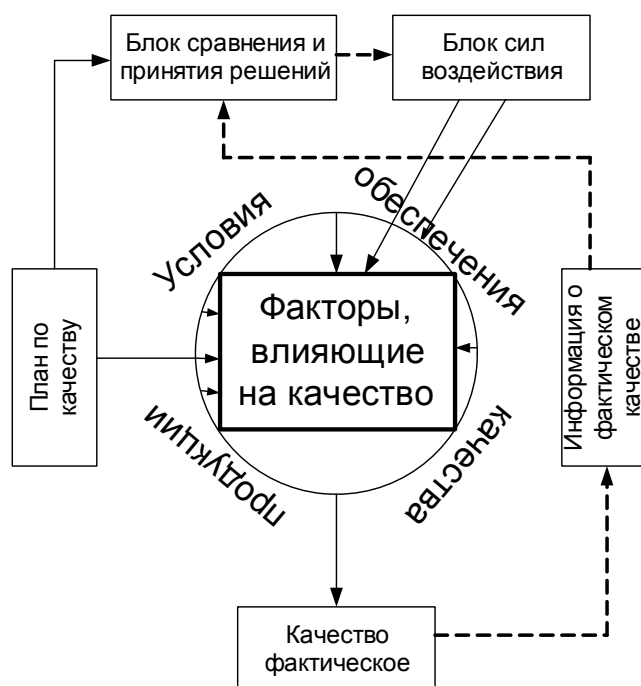 Блок сравнения и
принятия решений
Блок сил
воздействия
Условия
обеспечения
качества
продукции
План по
качеству
Факторы,
влияющие
на качество
Информация о
фактическом
качестве
Качество
фактическое